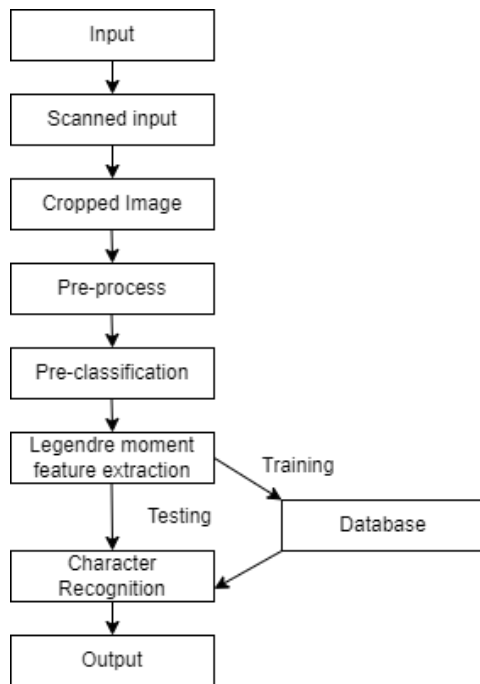 Input
Scanned input
Cropped Image
Pre-process
Pre-classification
Legendre moment
feature extraction
Training
Testing
Database
Character
Recognition
Output